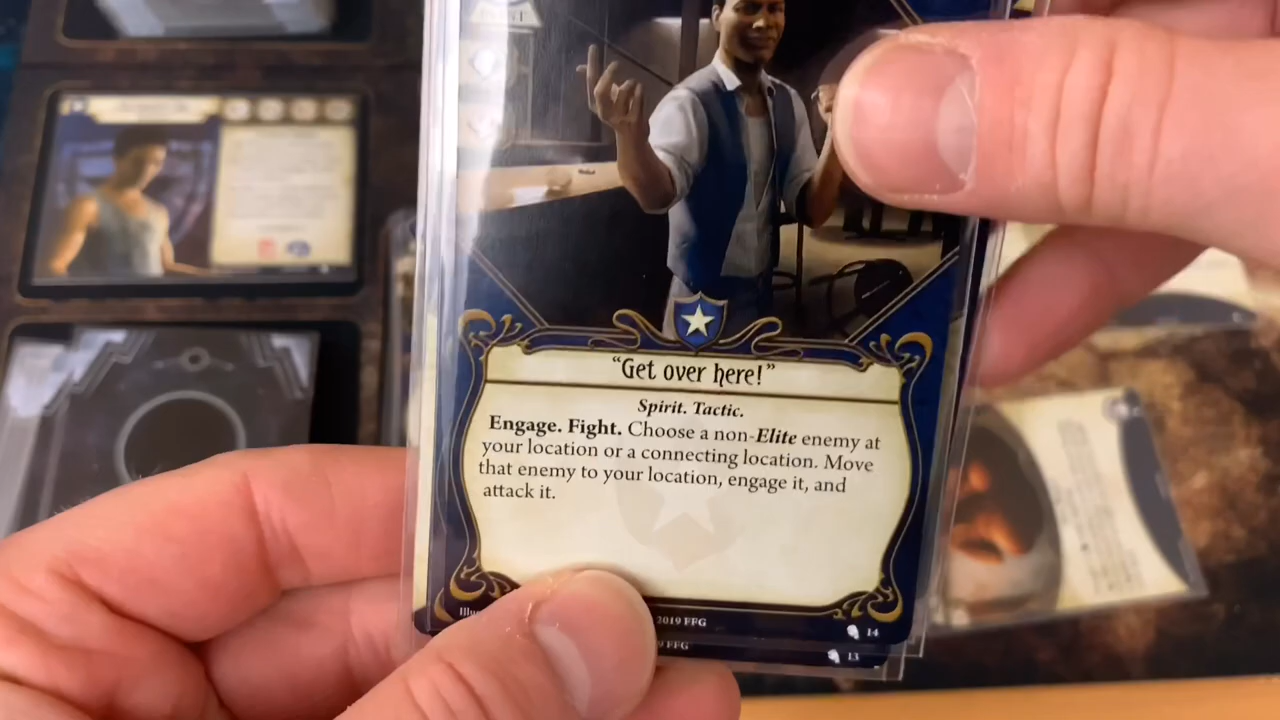 "Get over here!"
Spirit. Tactic.
Engage. Fight. Choose a non-Elite enemy at
your location or a connecting location. Move
that enemy to your location, engage it, and
attack it.
2019 FFG
14
FFG
13